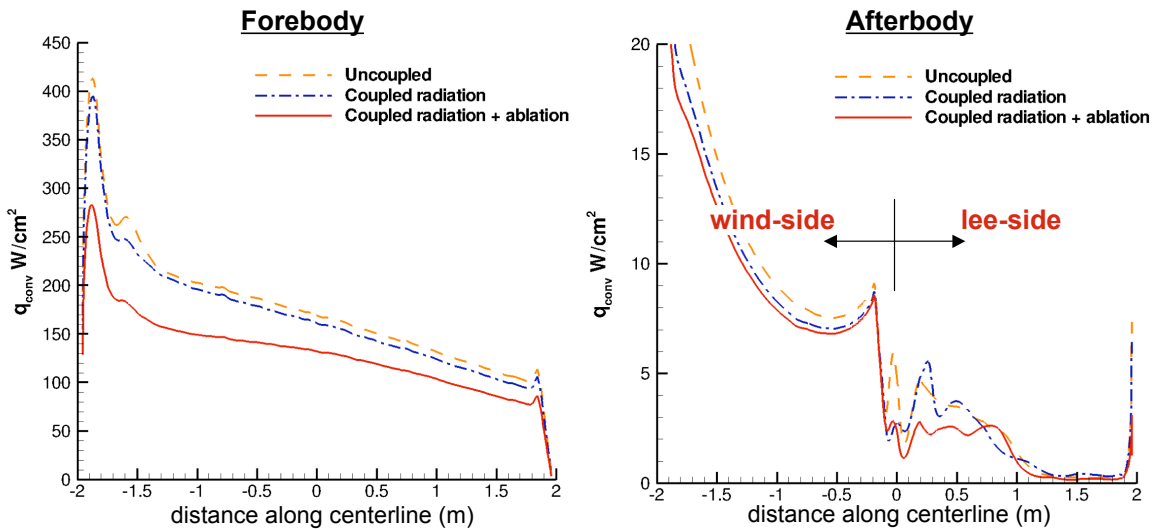 Forebody
450
400
350
300
250
200
150
100
50
0
q_conv W/cm²
Uncoupled
Coupled radiation
Coupled radiation + ablation
-2 -1.5 -1 -0.5 0 0.5 1 1.5 2
distance along centerline (m)
Afterbody
20
15
10
5
0
q_conv W/cm²
Uncoupled
Coupled radiation
Coupled radiation + ablation
wind-side lee-side
-2 -1.5 -1 -0.5 0 0.5 1 1.5 2
distance along centerline (m)